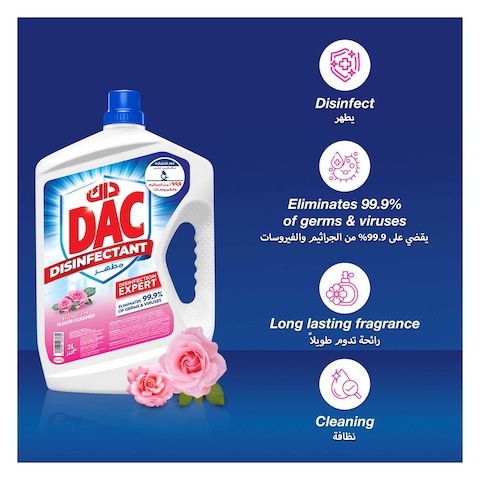 داك
DAC
DISINFECTANT
مطهر
DISINFECTION
EXPERT
ELIMINATES 99.9%
OF GERMS & VIRUSES
FLOOR CLEANER
3L
Disinfect
يطهر
Eliminates 99.9%
of germs & viruses
يقضي على 99.9% من الجراثيم والفيروسات
Long lasting fragrance
رائحة تدوم طويلاً
Cleaning
نظافة